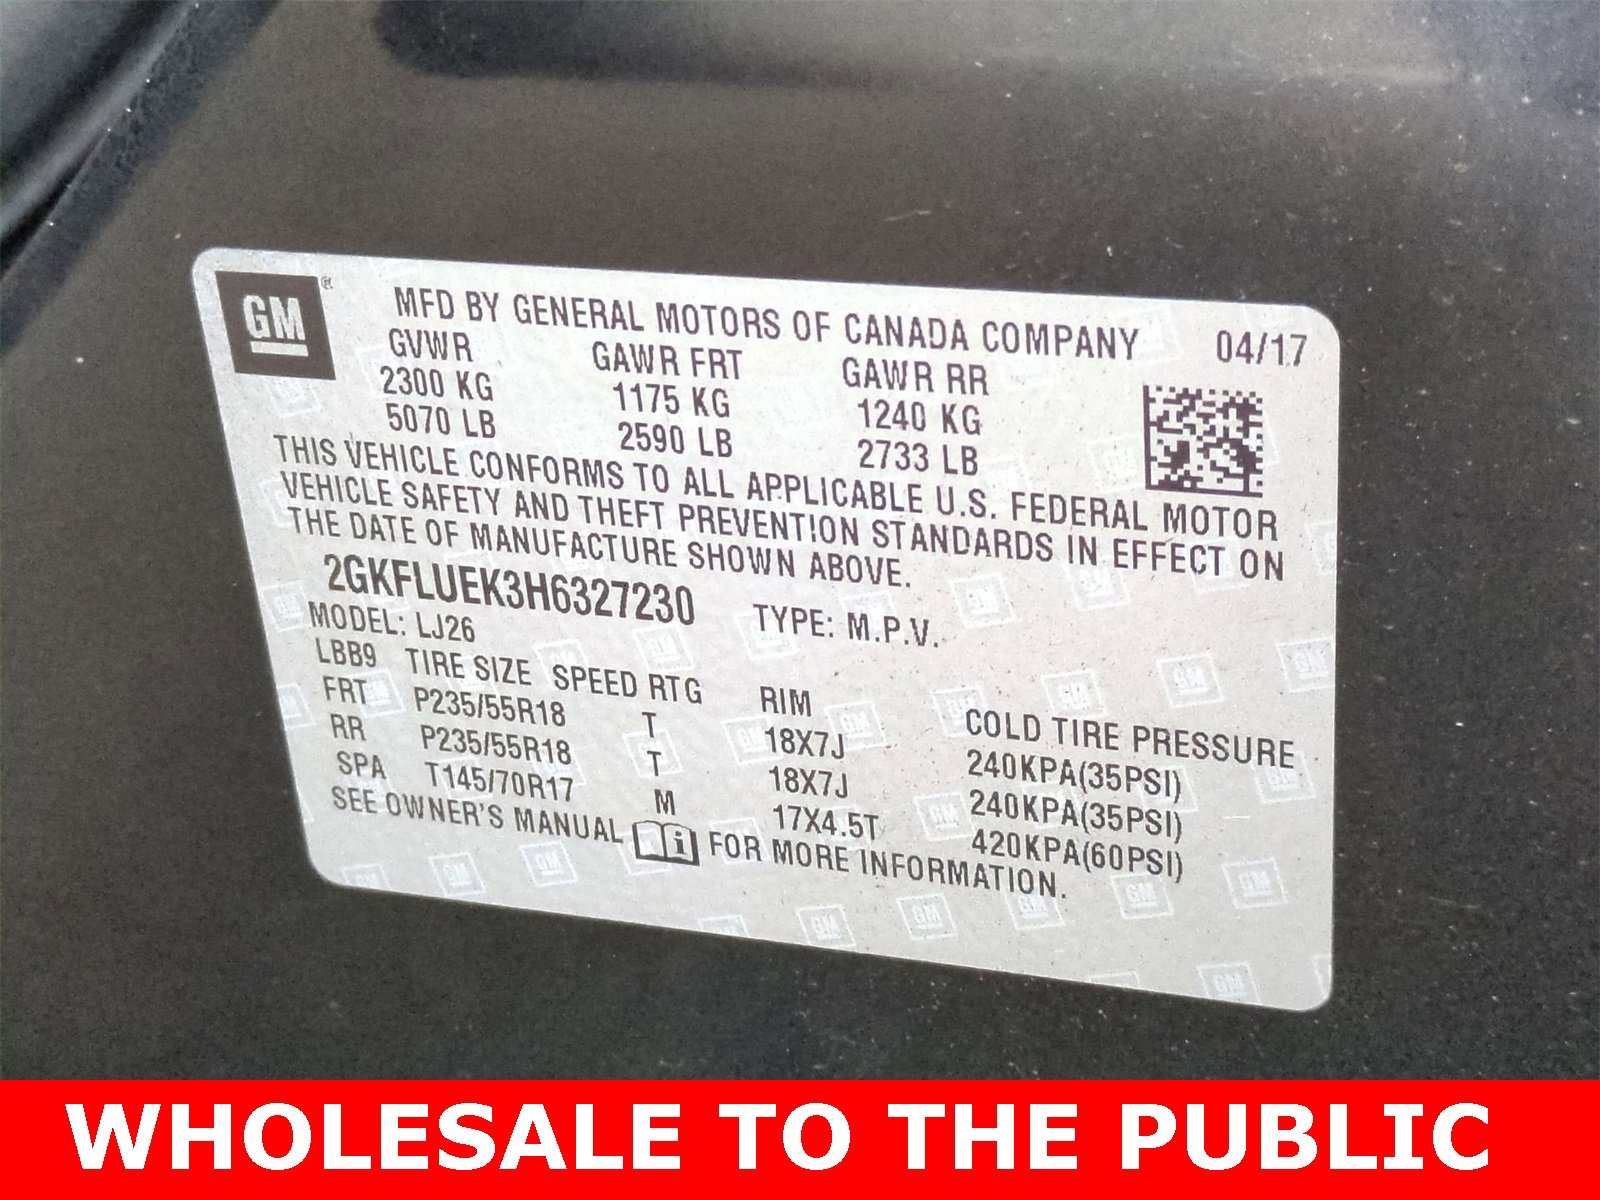 GM
MFD BY GENERAL MOTORS OF CANADA COMPANY 04/17
GVWR GAWR FRT GAWR RR
2300 KG 1175 KG 1240 KG
5070 LB 2590 LB 2733 LB
THIS VEHICLE CONFORMS TO ALL APPLICABLE U.S. FEDERAL MOTOR
VEHICLE SAFETY AND THEFT PREVENTION STANDARDS IN EFFECT ON
THE DATE OF MANUFACTURE SHOWN ABOVE.
2GKFLUEK3H6327230 TYPE: M.P.V.
MODEL: LJ26
LBB9 TIRE SIZE SPEED RTG RIM COLD TIRE PRESSURE
FRT P235/55R18 T 18X7J 240KPA(35PSI)
RR P235/55R18 T 18X7J 240KPA(35PSI)
SPA T145/70R17 M 17X4.5T 420KPA(60PSI)
SEE OWNER'S MANUAL i FOR MORE INFORMATION.
WHOLESALE TO THE PUBLIC